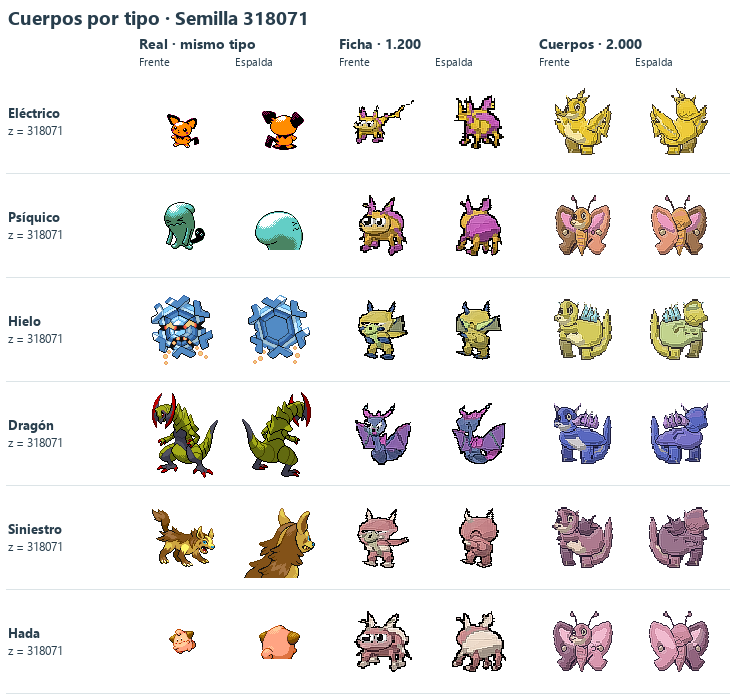 Cuerpos por tipo · Semilla 318071
Real · mismo tipo Ficha · 1.200 Cuerpos · 2.000
Frente Espalda Frente Espalda Frente Espalda
Eléctrico
z = 318071
Psíquico
z = 318071
Hielo
z = 318071
Dragón
z = 318071
Siniestro
z = 318071
Hada
z = 318071